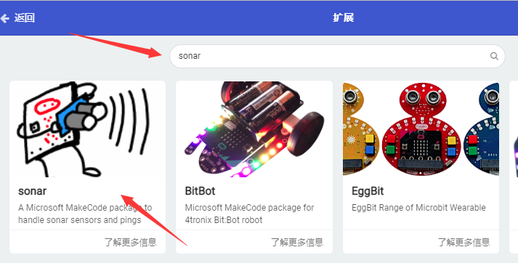 返回
扩展
sonar
sonar
A Microsoft MakeCode package to
handle sonar sensors and pings
了解更多信息
BitBot
Microsoft MakeCode package for
4tronix Bit:Bot robot
了解更多信息
EggBit
EggBit Range of Microbit Wearable
了解更多信息